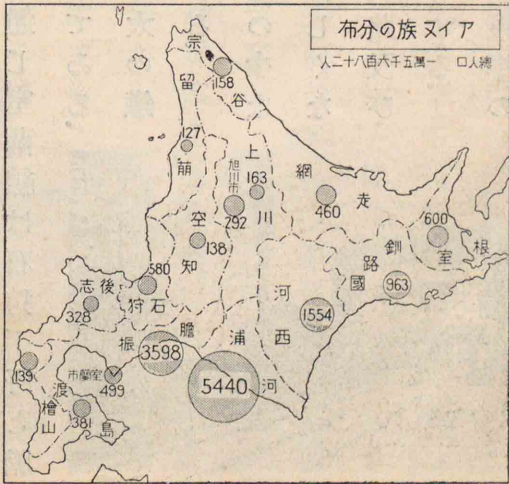 アイヌ族の分布
總人口 一萬五千六百八十二人
宗谷
158
留萌
127
上川
163
旭川市
292
網走
460
根室
600
釧路國
963
空知
138
石狩
580
後志
328
河西
1554
浦河
5440
膽振
3598
室蘭市
499
139
檜山
渡島
381